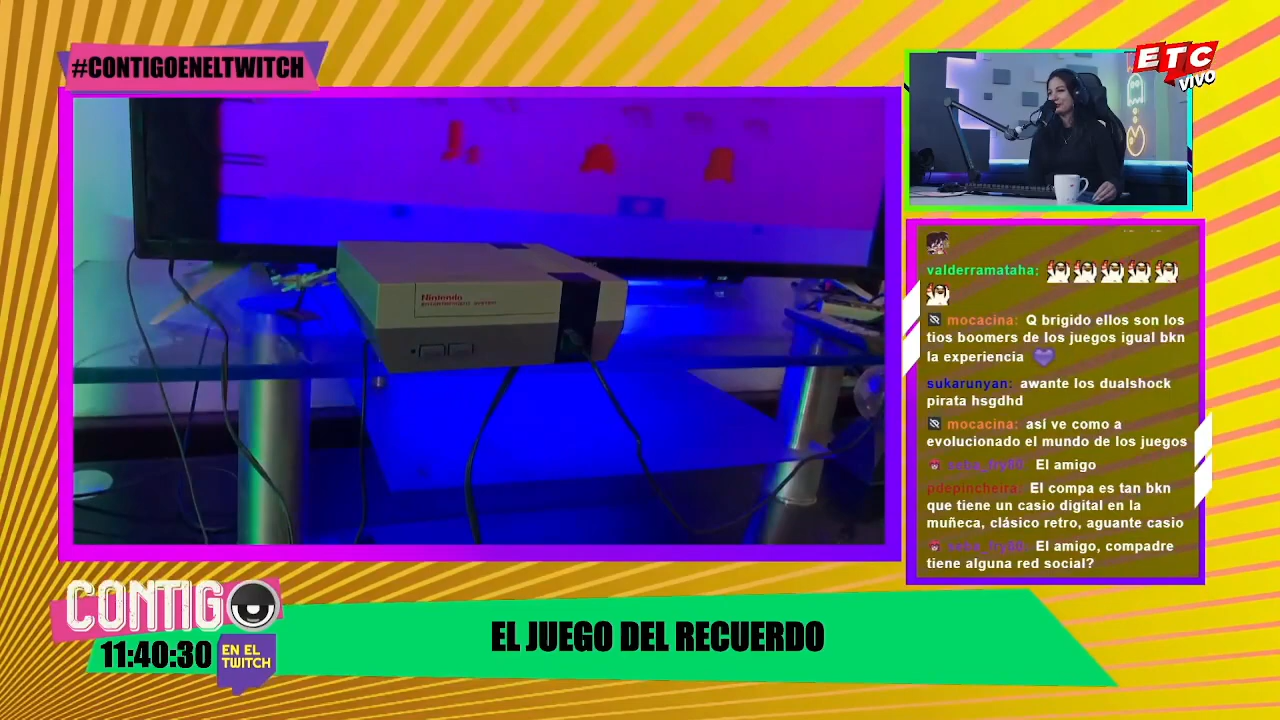 #CONTIGOENELTWITCH
ETC
VIVO
Nintendo
ENTERTAINMENT SYSTEM
valderramataha:
mocacina: Q brigido ellos son los
tios boomers de los juegos igual bkn
la experiencia
sukarunyan: awante los dualshock
pirata hsgdhd
mocacina: así ve como a
evolucionado el mundo de los juegos
El amigo
pdepincheira: El compa es tan bkn
que tiene un casio digital en la
muñeca, clásico retro, aguante casio
El amigo, compadre
tiene alguna red social?
CONTIGO
11:40:30
EN EL
TWITCH
EL JUEGO DEL RECUERDO